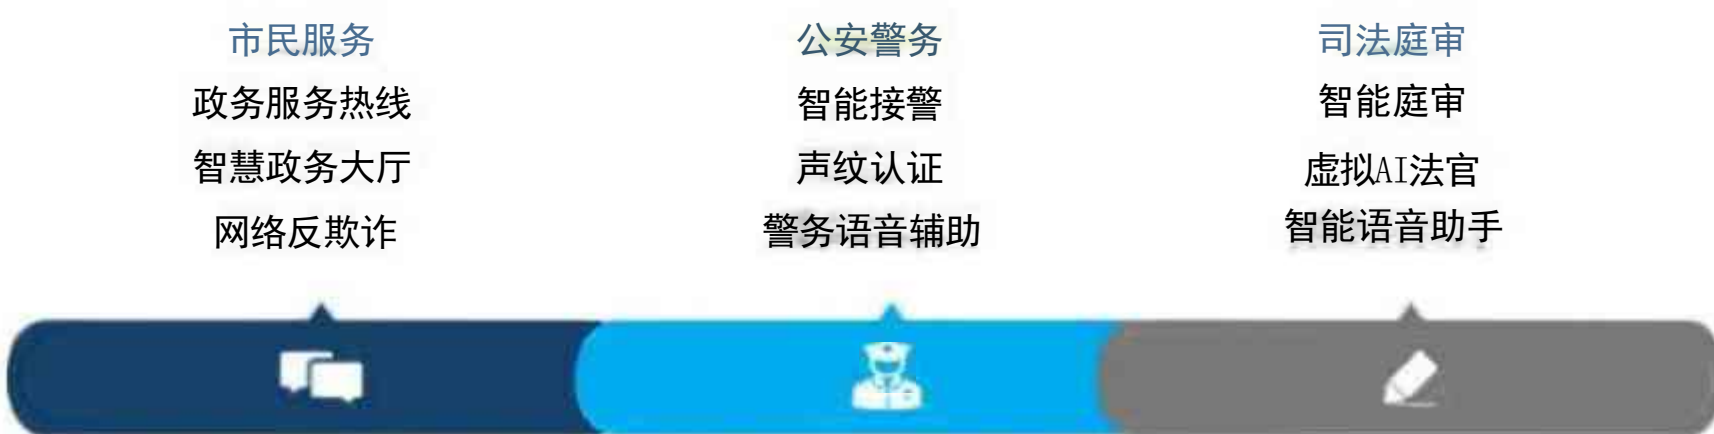 市民服务
政务服务热线
智慧政务大厅
网络反欺诈
公安警务
智能接警
声纹认证
警务语音辅助
司法庭审
智能庭审
虚拟AI法官
智能语音助手